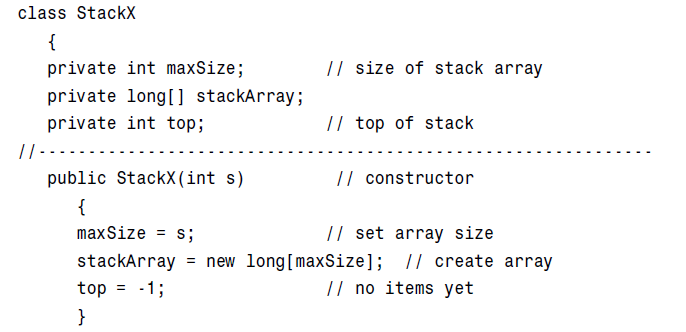 class StackX
   {
   private int maxSize;        // size of stack array
   private long[] stackArray;
   private int top;            // top of stack
//--------------------------------------------------------------
   public StackX(int s)         // constructor
      {
      maxSize = s;             // set array size
      stackArray = new long[maxSize];  // create array
      top = -1;                // no items yet
      }